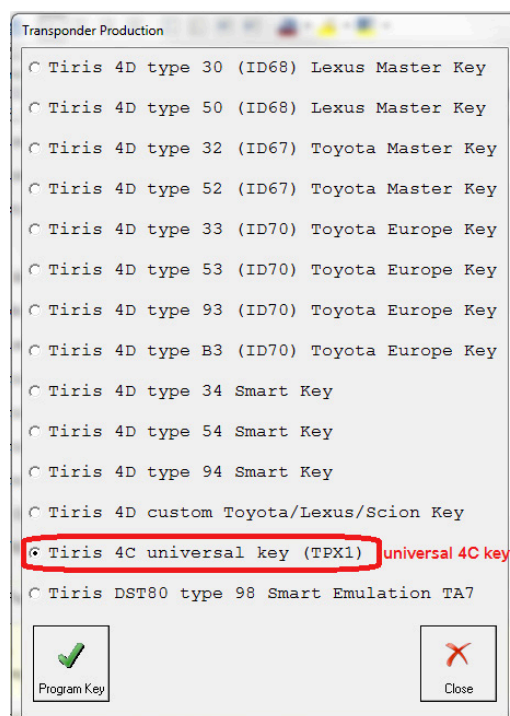 Transponder Production
Tiris 4D type 30 (ID68) Lexus Master Key
Tiris 4D type 50 (ID68) Lexus Master Key
Tiris 4D type 32 (ID67) Toyota Master Key
Tiris 4D type 52 (ID67) Toyota Master Key
Tiris 4D type 33 (ID70) Toyota Europe Key
Tiris 4D type 53 (ID70) Toyota Europe Key
Tiris 4D type 93 (ID70) Toyota Europe Key
Tiris 4D type B3 (ID70) Toyota Europe Key
Tiris 4D type 34 Smart Key
Tiris 4D type 54 Smart Key
Tiris 4D type 94 Smart Key
Tiris 4D custom Toyota/Lexus/Scion Key
Tiris 4C universal key (TPX1) universal 4C key
Tiris DST80 type 98 Smart Emulation TA7
Program Key
Close